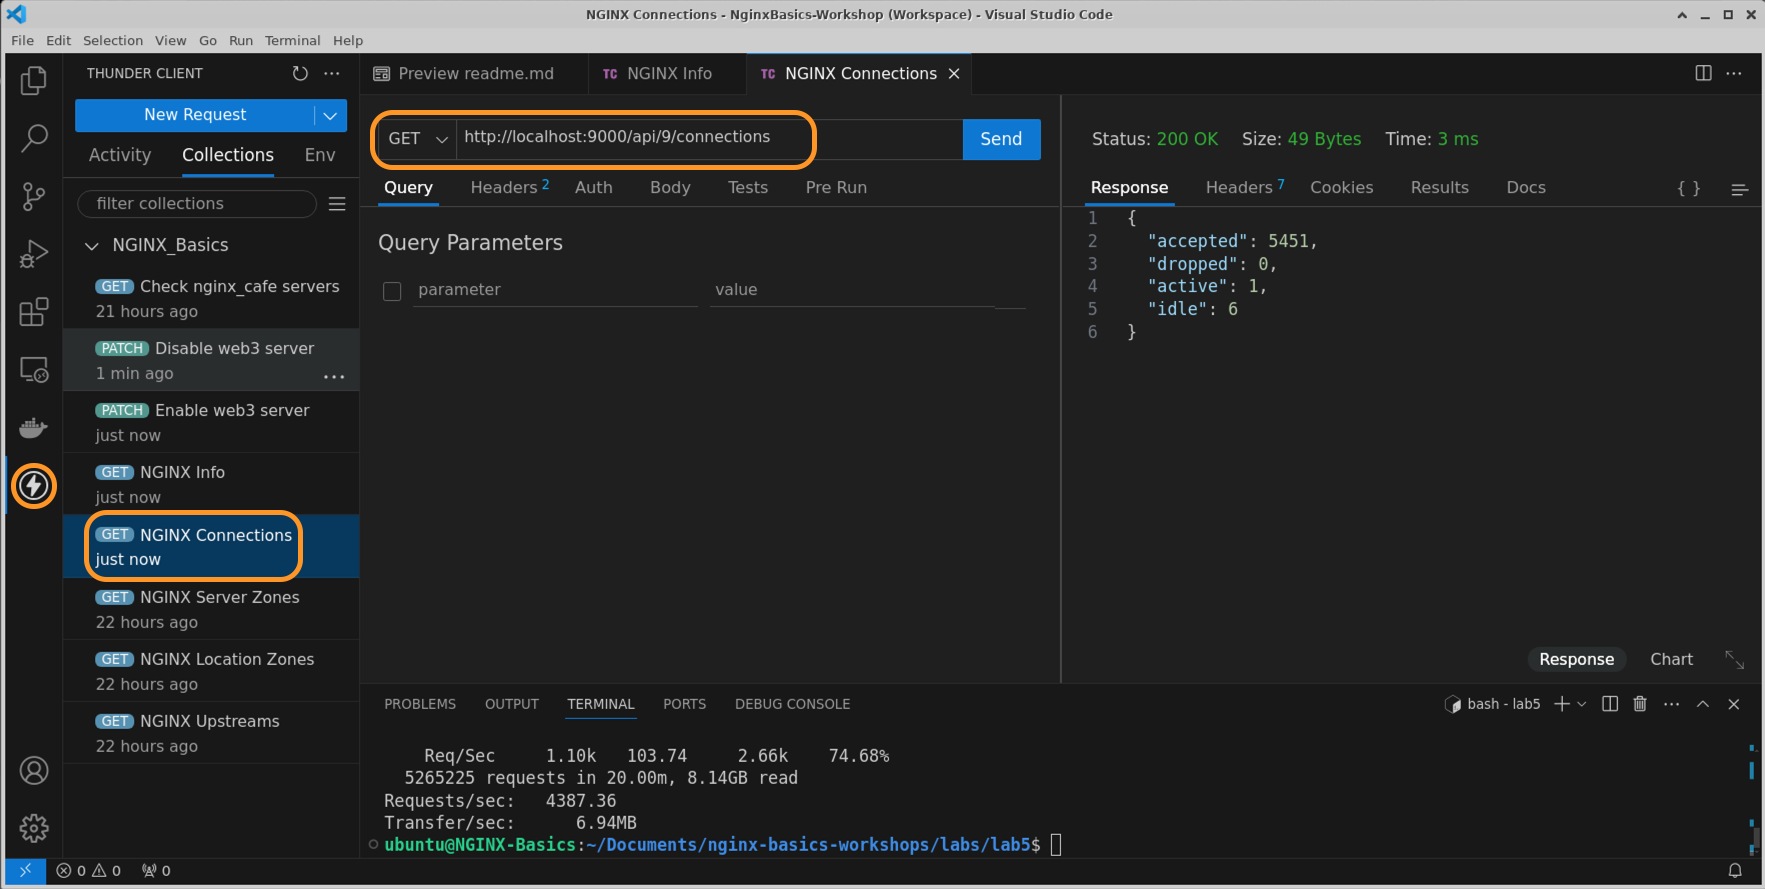 NGINX Connections - NginxBasics-Workshop (Workspace) - Visual Studio Code
File Edit Selection View Go Run Terminal Help
THUNDER CLIENT
New Request
Activity Collections Env
filter collections
NGINX_Basics
GET Check nginx_cafe servers
21 hours ago
PATCH Disable web3 server
1 min ago
PATCH Enable web3 server
just now
GET NGINX Info
just now
GET NGINX Connections
just now
GET NGINX Server Zones
22 hours ago
GET NGINX Location Zones
22 hours ago
GET NGINX Upstreams
22 hours ago
Preview readme.md TC NGINX Info TC NGINX Connections
GET http://localhost:9000/api/9/connections Send
Query Headers 2 Auth Body Tests Pre Run
Query Parameters
parameter value
Status: 200 OK Size: 49 Bytes Time: 3 ms
Response Headers 7 Cookies Results Docs { }
1 {
2 "accepted": 5451,
3 "dropped": 0,
4 "active": 1,
5 "idle": 6
6 }
Response Chart
PROBLEMS OUTPUT TERMINAL PORTS DEBUG CONSOLE bash - lab5
Req/Sec 1.10k 103.74 2.66k 74.68%
5265225 requests in 20.00m, 8.14GB read
Requests/sec: 4387.36
Transfer/sec: 6.94MB
ubuntu@NGINX-Basics:~/Documents/nginx-basics-workshops/labs/lab5$
0 0 0